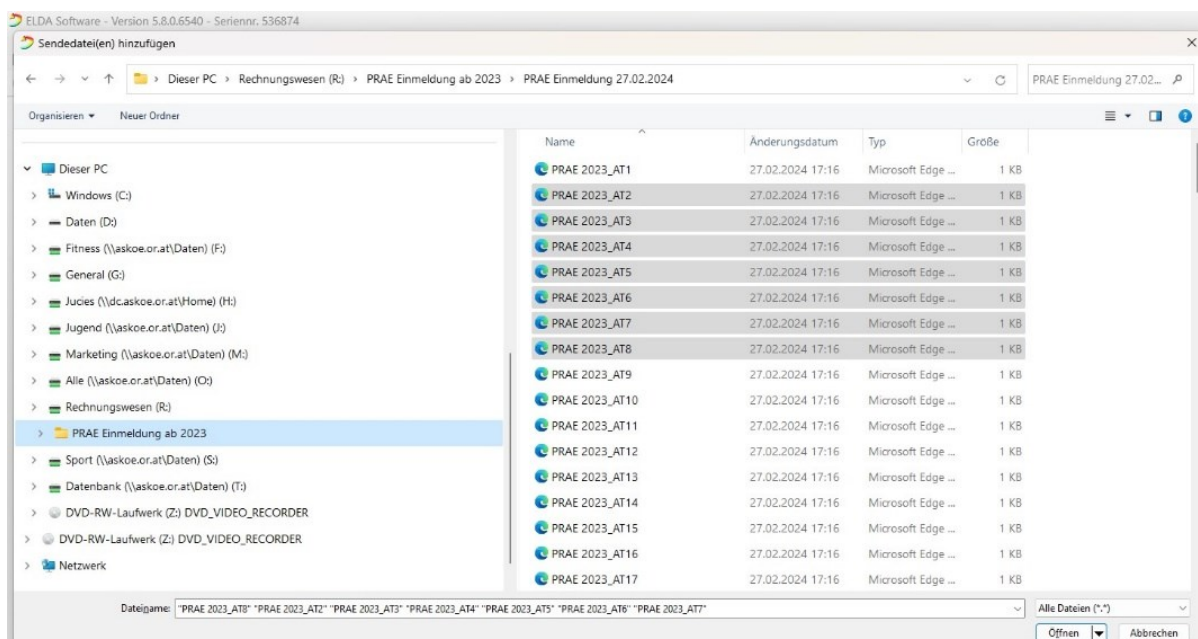 ELDA Software - Version 5.8.0.6540 - Seriennr. 536874
Sendedatei(en) hinzufügen
Dieser PC > Rechnungswesen (R:) > PRAE Einmeldung ab 2023 > PRAE Einmeldung 27.02.2024
PRAE Einmeldung 27.02...
Organisieren Neuer Ordner
Name Änderungsdatum Typ Größe
Dieser PC
Windows (C:)
Daten (D:)
Fitness (\\askoe.or.at\Daten) (F:)
General (G:)
Jucies (\\dc.askoe.or.at\Home) (H:)
Jugend (\\askoe.or.at\Daten) (J:)
Marketing (\\askoe.or.at\Daten) (M:)
Alle (\\askoe.or.at\Daten) (O:)
Rechnungswesen (R:)
PRAE Einmeldung ab 2023
Sport (\\askoe.or.at\Daten) (S:)
Datenbank (\\askoe.or.at\Daten) (T:)
DVD-RW-Laufwerk (Z:) DVD_VIDEO_RECORDER
DVD-RW-Laufwerk (Z:) DVD_VIDEO_RECORDER
Netzwerk
PRAE 2023_AT1 27.02.2024 17:16 Microsoft Edge ... 1 KB
PRAE 2023_AT2 27.02.2024 17:16 Microsoft Edge ... 1 KB
PRAE 2023_AT3 27.02.2024 17:16 Microsoft Edge ... 1 KB
PRAE 2023_AT4 27.02.2024 17:16 Microsoft Edge ... 1 KB
PRAE 2023_AT5 27.02.2024 17:16 Microsoft Edge ... 1 KB
PRAE 2023_AT6 27.02.2024 17:16 Microsoft Edge ... 1 KB
PRAE 2023_AT7 27.02.2024 17:16 Microsoft Edge ... 1 KB
PRAE 2023_AT8 27.02.2024 17:16 Microsoft Edge ... 1 KB
PRAE 2023_AT9 27.02.2024 17:16 Microsoft Edge ... 1 KB
PRAE 2023_AT10 27.02.2024 17:16 Microsoft Edge ... 1 KB
PRAE 2023_AT11 27.02.2024 17:16 Microsoft Edge ... 1 KB
PRAE 2023_AT12 27.02.2024 17:16 Microsoft Edge ... 1 KB
PRAE 2023_AT13 27.02.2024 17:16 Microsoft Edge ... 1 KB
PRAE 2023_AT14 27.02.2024 17:16 Microsoft Edge ... 1 KB
PRAE 2023_AT15 27.02.2024 17:16 Microsoft Edge ... 1 KB
PRAE 2023_AT16 27.02.2024 17:16 Microsoft Edge ... 1 KB
PRAE 2023_AT17 27.02.2024 17:16 Microsoft Edge ... 1 KB
Dateiname: "PRAE 2023_AT8" "PRAE 2023_AT2" "PRAE 2023_AT3" "PRAE 2023_AT4" "PRAE 2023_AT5" "PRAE 2023_AT6" "PRAE 2023_AT7"
Alle Dateien (*.*)
Öffnen Abbrechen